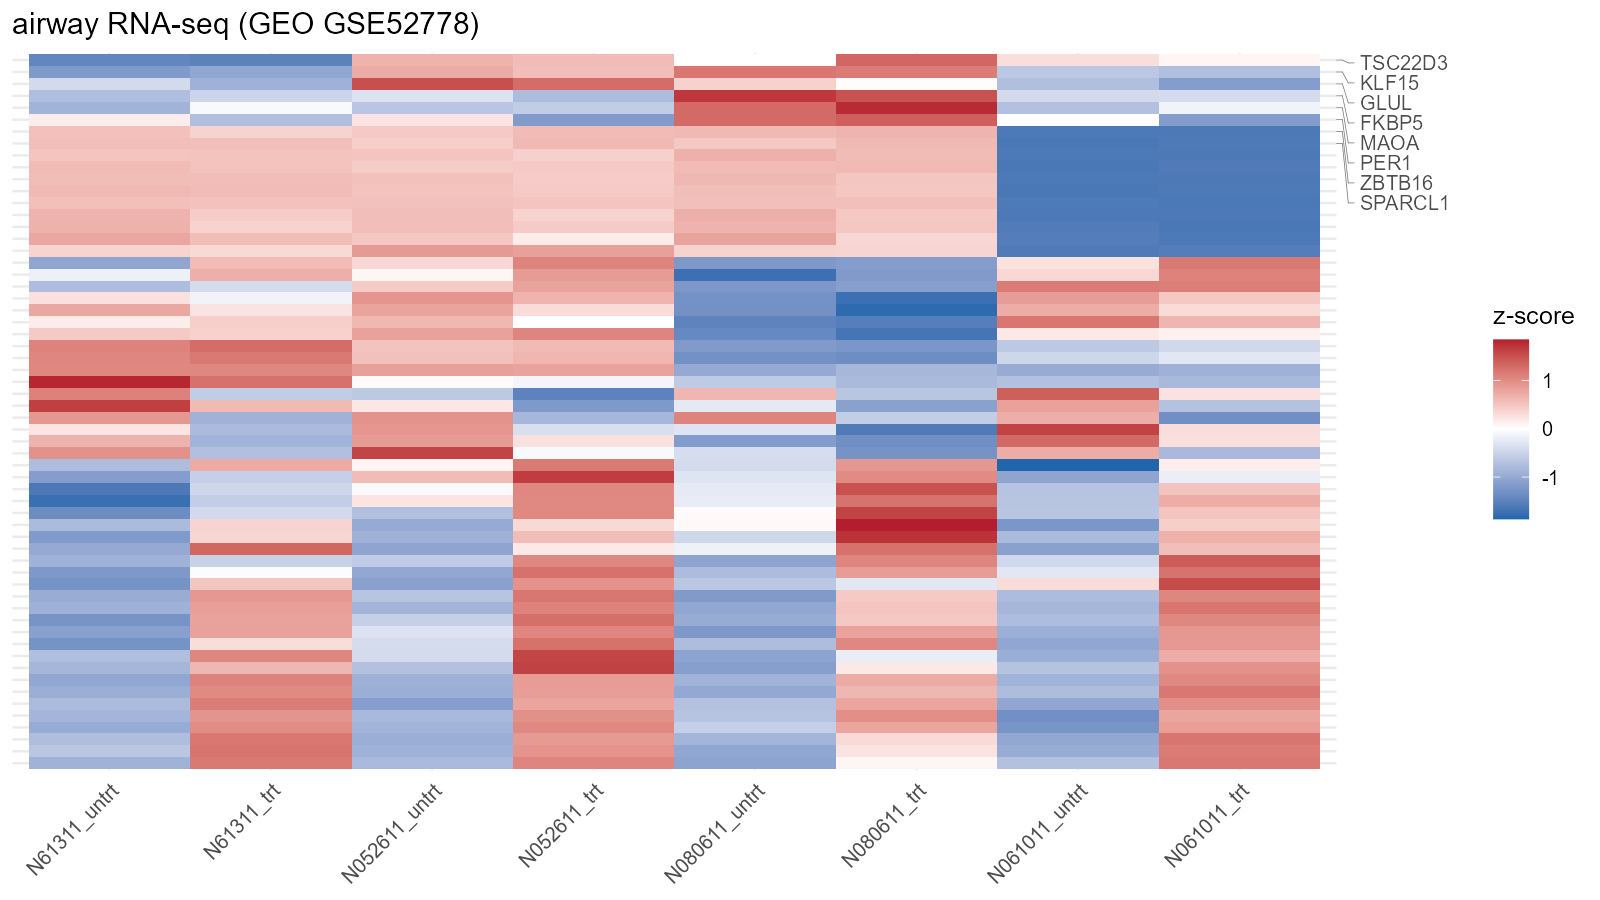 airway RNA-seq (GEO GSE52778)
TSC22D3
KLF15
GLUL
FKBP5
MAOA
PER1
ZBTB16
SPARCL1
z-score
1
0
-1
N61311_untrt
N61311_trt
N052611_untrt
N052611_trt
N080611_untrt
N080611_trt
N061011_untrt
N061011_trt